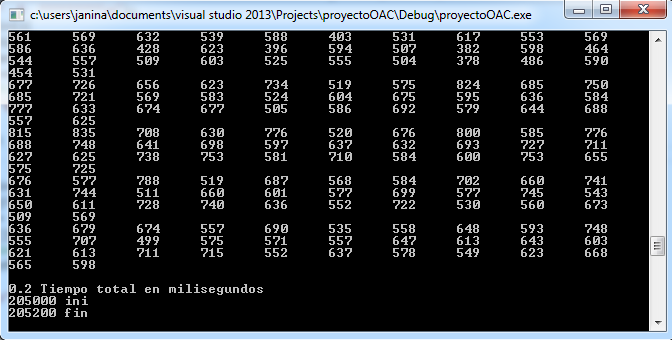 c:\users\janina\documents\visual studio 2013\Projects\proyectoOAC\Debug\proyectoOAC.exe
561 569 632 539 588 403 531 617 553 569
586 636 428 623 396 594 507 382 598 464
544 557 509 603 525 555 504 378 486 590
454 531
677 726 656 623 734 519 575 824 685 750
685 721 569 583 524 604 675 595 636 584
777 633 674 677 505 586 692 579 644 688
557 625
815 835 708 630 776 520 676 800 585 776
688 748 641 698 597 637 632 693 727 711
627 625 738 753 581 710 584 600 753 655
575 725
676 577 788 519 687 568 584 702 660 741
631 744 511 660 601 577 699 577 745 543
650 611 728 740 636 552 722 530 560 673
509 569
636 679 674 557 690 535 558 648 593 748
555 707 499 575 571 557 647 613 643 603
621 613 711 715 552 637 578 549 623 668
565 598
0.2 Tiempo total en milisegundos
205000 ini
205200 fin